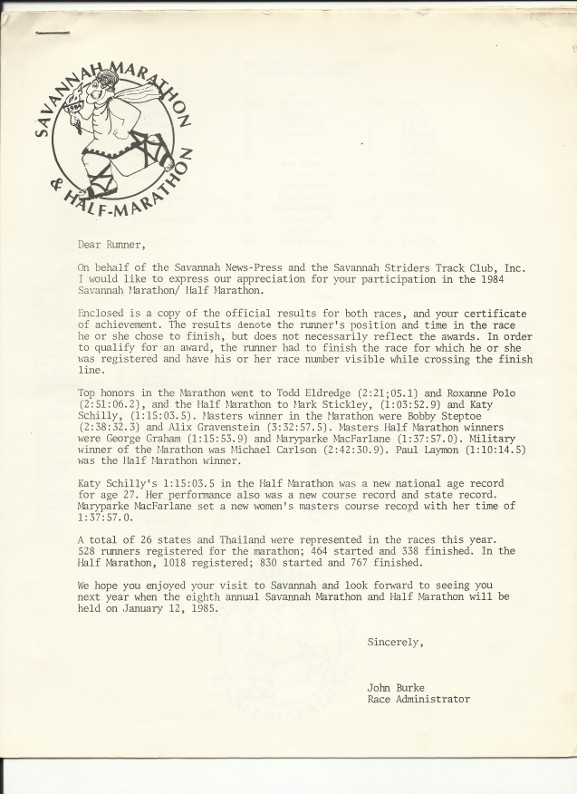 SAVANNAH MARATHON
& HALF-MARATHON
1984
Dear Runner,
On behalf of the Savannah News-Press and the Savannah Striders Track Club, Inc.
I would like to express our appreciation for your participation in the 1984
Savannah Marathon/ Half Marathon.
Enclosed is a copy of the official results for both races, and your certificate
of achievement. The results denote the runner's position and time in the race
he or she chose to finish, but does not necessarily reflect the awards. In order
to qualify for an award, the runner had to finish the race for which he or she
was registered and have his or her race number visible while crossing the finish
line.
Top honors in the Marathon went to Todd Eldredge (2:21;05.1) and Roxanne Polo
(2:51:06.2), and the Half Marathon to Mark Stickley, (1:03:52.9) and Katy
Schilly, (1:15:03.5). Masters winner in the Marathon were Bobby Steptoe
(2:38:32.3) and Alix Gravenstein (3:32:57.5). Masters Half Marathon winners
were George Graham (1:15:53.9) and Maryparke MacFarlane (1:37:57.0). Military
winner of the Marathon was Michael Carlson (2:42:30.9). Paul Laymon (1:10:14.5)
was the Half Marathon winner.
Katy Schilly's 1:15:03.5 in the Half Marathon was a new national age record
for age 27. Her performance also was a new course record and state record.
Maryparke MacFarlane set a new women's masters course record with her time of
1:37:57.0.
A total of 26 states and Thailand were represented in the races this year.
528 runners registered for the marathon; 464 started and 338 finished. In the
Half Marathon, 1018 registered; 830 started and 767 finished.
We hope you enjoyed your visit to Savannah and look forward to seeing you
next year when the eighth annual Savannah Marathon and Half Marathon will be
held on January 12, 1985.
Sincerely,
John Burke
Race Administrator